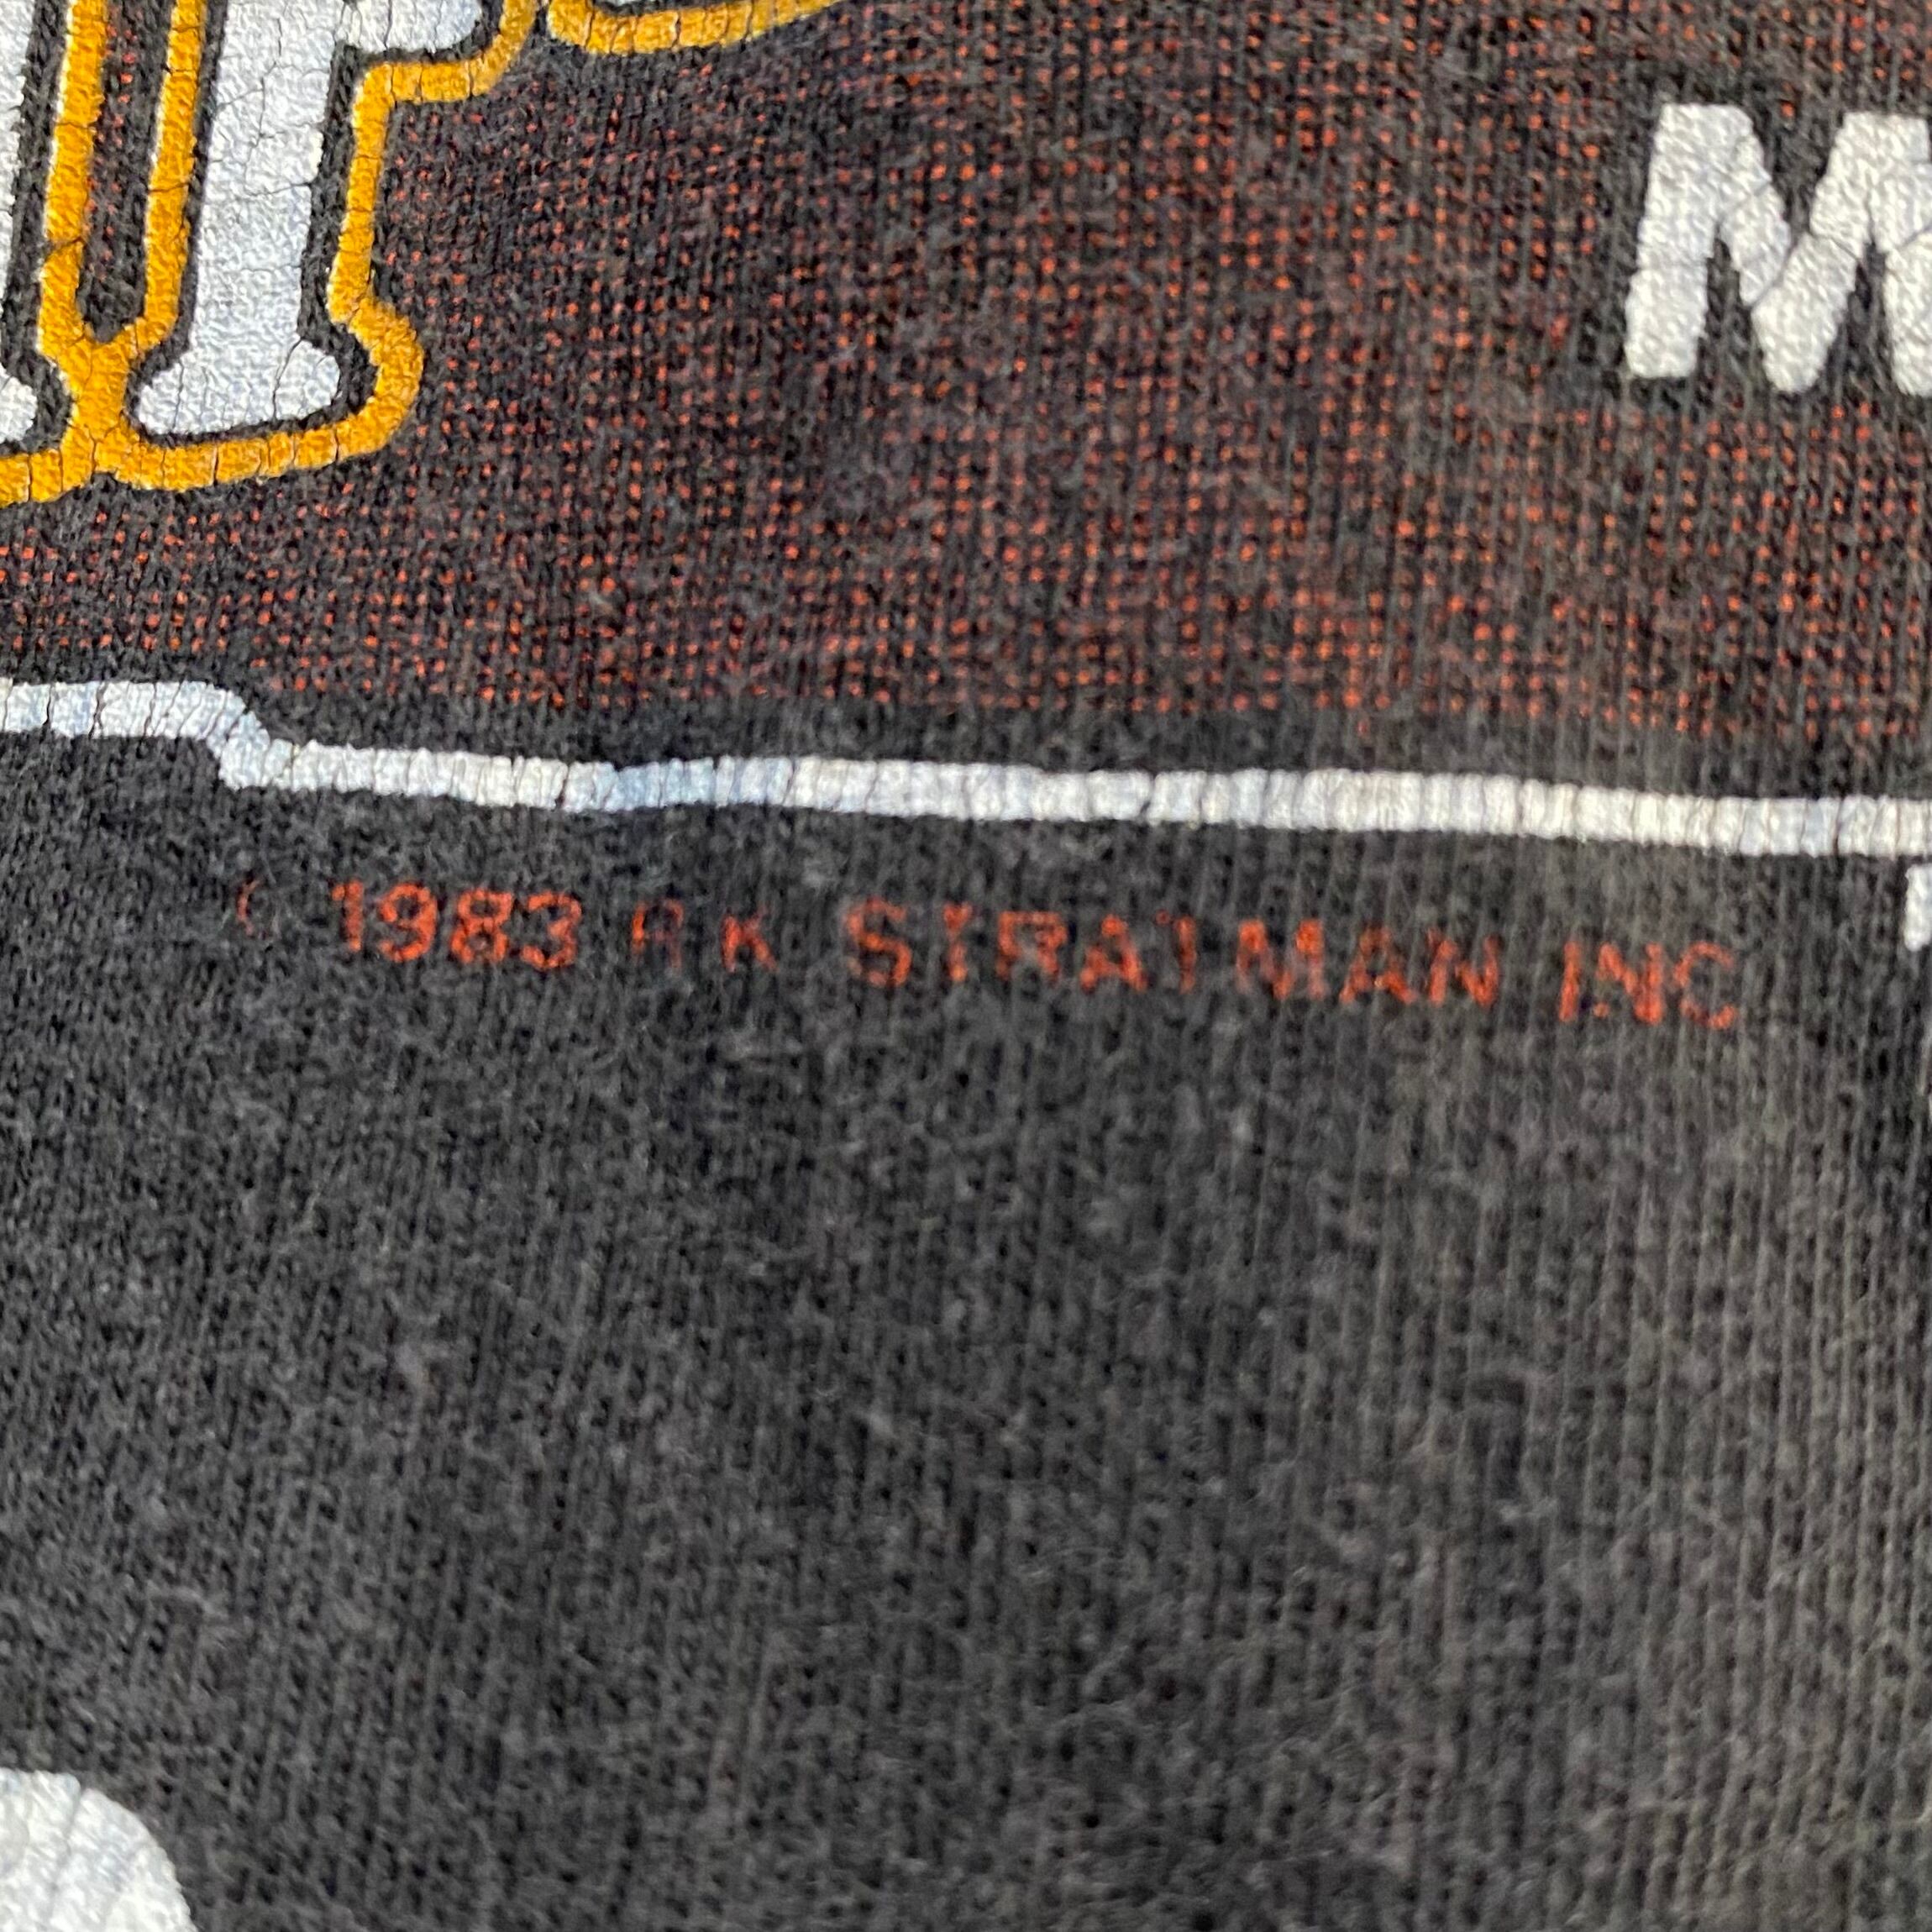 M
© 1983 R K STRATMAN INC